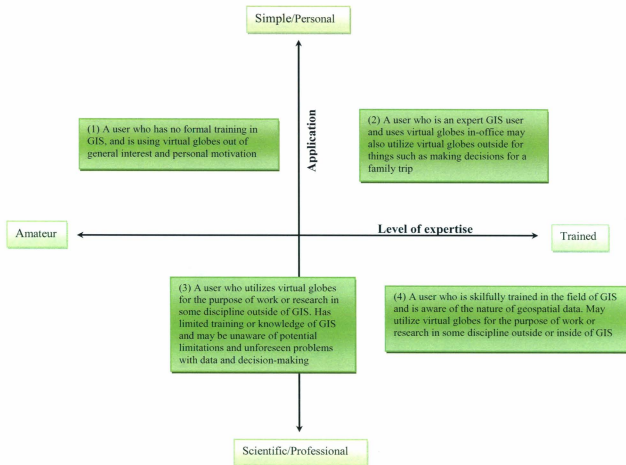 Simple/Personal
(1) A user who has no formal training in
GIS, and is using virtual globes out of
general interest and personal motivation
Application
(2) A user who is an expert GIS user
and uses virtual globes in-office may
also utilize virtual globes outside for
things such as making decisions for a
family trip
Amateur
Level of expertise
Trained
(3) A user who utilizes virtual globes
for the purpose of work or research in
some discipline outside of GIS. Has
limited training or knowledge of GIS
and may be unaware of potential
limitations and unforeseen problems
with data and decision-making
(4) A user who is skilfully trained in the field of GIS
and is aware of the nature of geospatial data. May
utilize virtual globes for the purpose of work or
research in some discipline outside or inside of GIS
Scientific/Professional